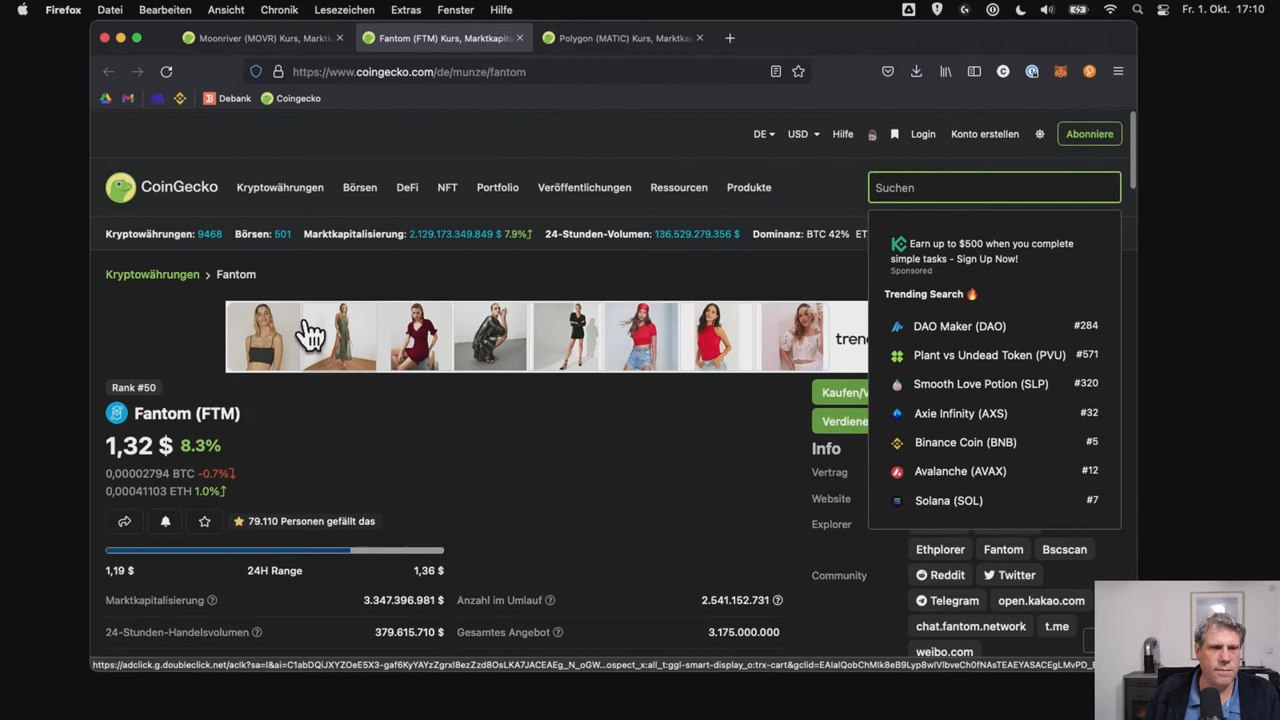 Firefox Datei Bearbeiten Ansicht Chronik Lesezeichen Extras Fenster Hilfe Fr. 1. Okt. 17:10
Moonriver (MOVR) Kurs, Markt Fantom (FTM) Kurs, Marktkapita Polygon (MATIC) Kurs, Marktka
https://www.coingecko.com/de/munze/fantom
Debank Coingecko
DE USD Hilfe Login Konto erstellen Abonniere
CoinGecko Kryptowährungen Börsen DeFi NFT Portfolio Veröffentlichungen Ressourcen Produkte Suchen
Kryptowährungen: 9468 Börsen: 501 Marktkapitalisierung: 2.129.173.349.849 $ 7.9% 24-Stunden-Volumen: 136.529.279.356 $ Dominanz: BTC 42% ET
Earn up to $500 when you complete
simple tasks - Sign Up Now!
Sponsored
Kryptowährungen > Fantom
Trending Search
DAO Maker (DAO) #284
trend
Plant vs Undead Token (PVU) #571
Smooth Love Potion (SLP) #320
Rank #50
Kaufen/V
Fantom (FTM)
Axie Infinity (AXS) #32
Verdiene
1,32 $ 8.3%
Info
Binance Coin (BNB) #5
0,00002794 BTC -0.7%
Vertrag
Avalanche (AVAX) #12
0,00041103 ETH 1.0%
Website
Solana (SOL) #7
79.110 Personen gefällt das
Explorer
Ethplorer Fantom Bscscan
1,19 $ 24H Range 1,36 $
Community
Reddit Twitter
Marktkapitalisierung 3.347.396.981 $ Anzahl im Umlauf 2.541.152.731
Telegram open.kakao.com
chat.fantom.network t.me
24-Stunden-Handelsvolumen 379.615.710 $ Gesamtes Angebot 3.175.000.000
weibo.com